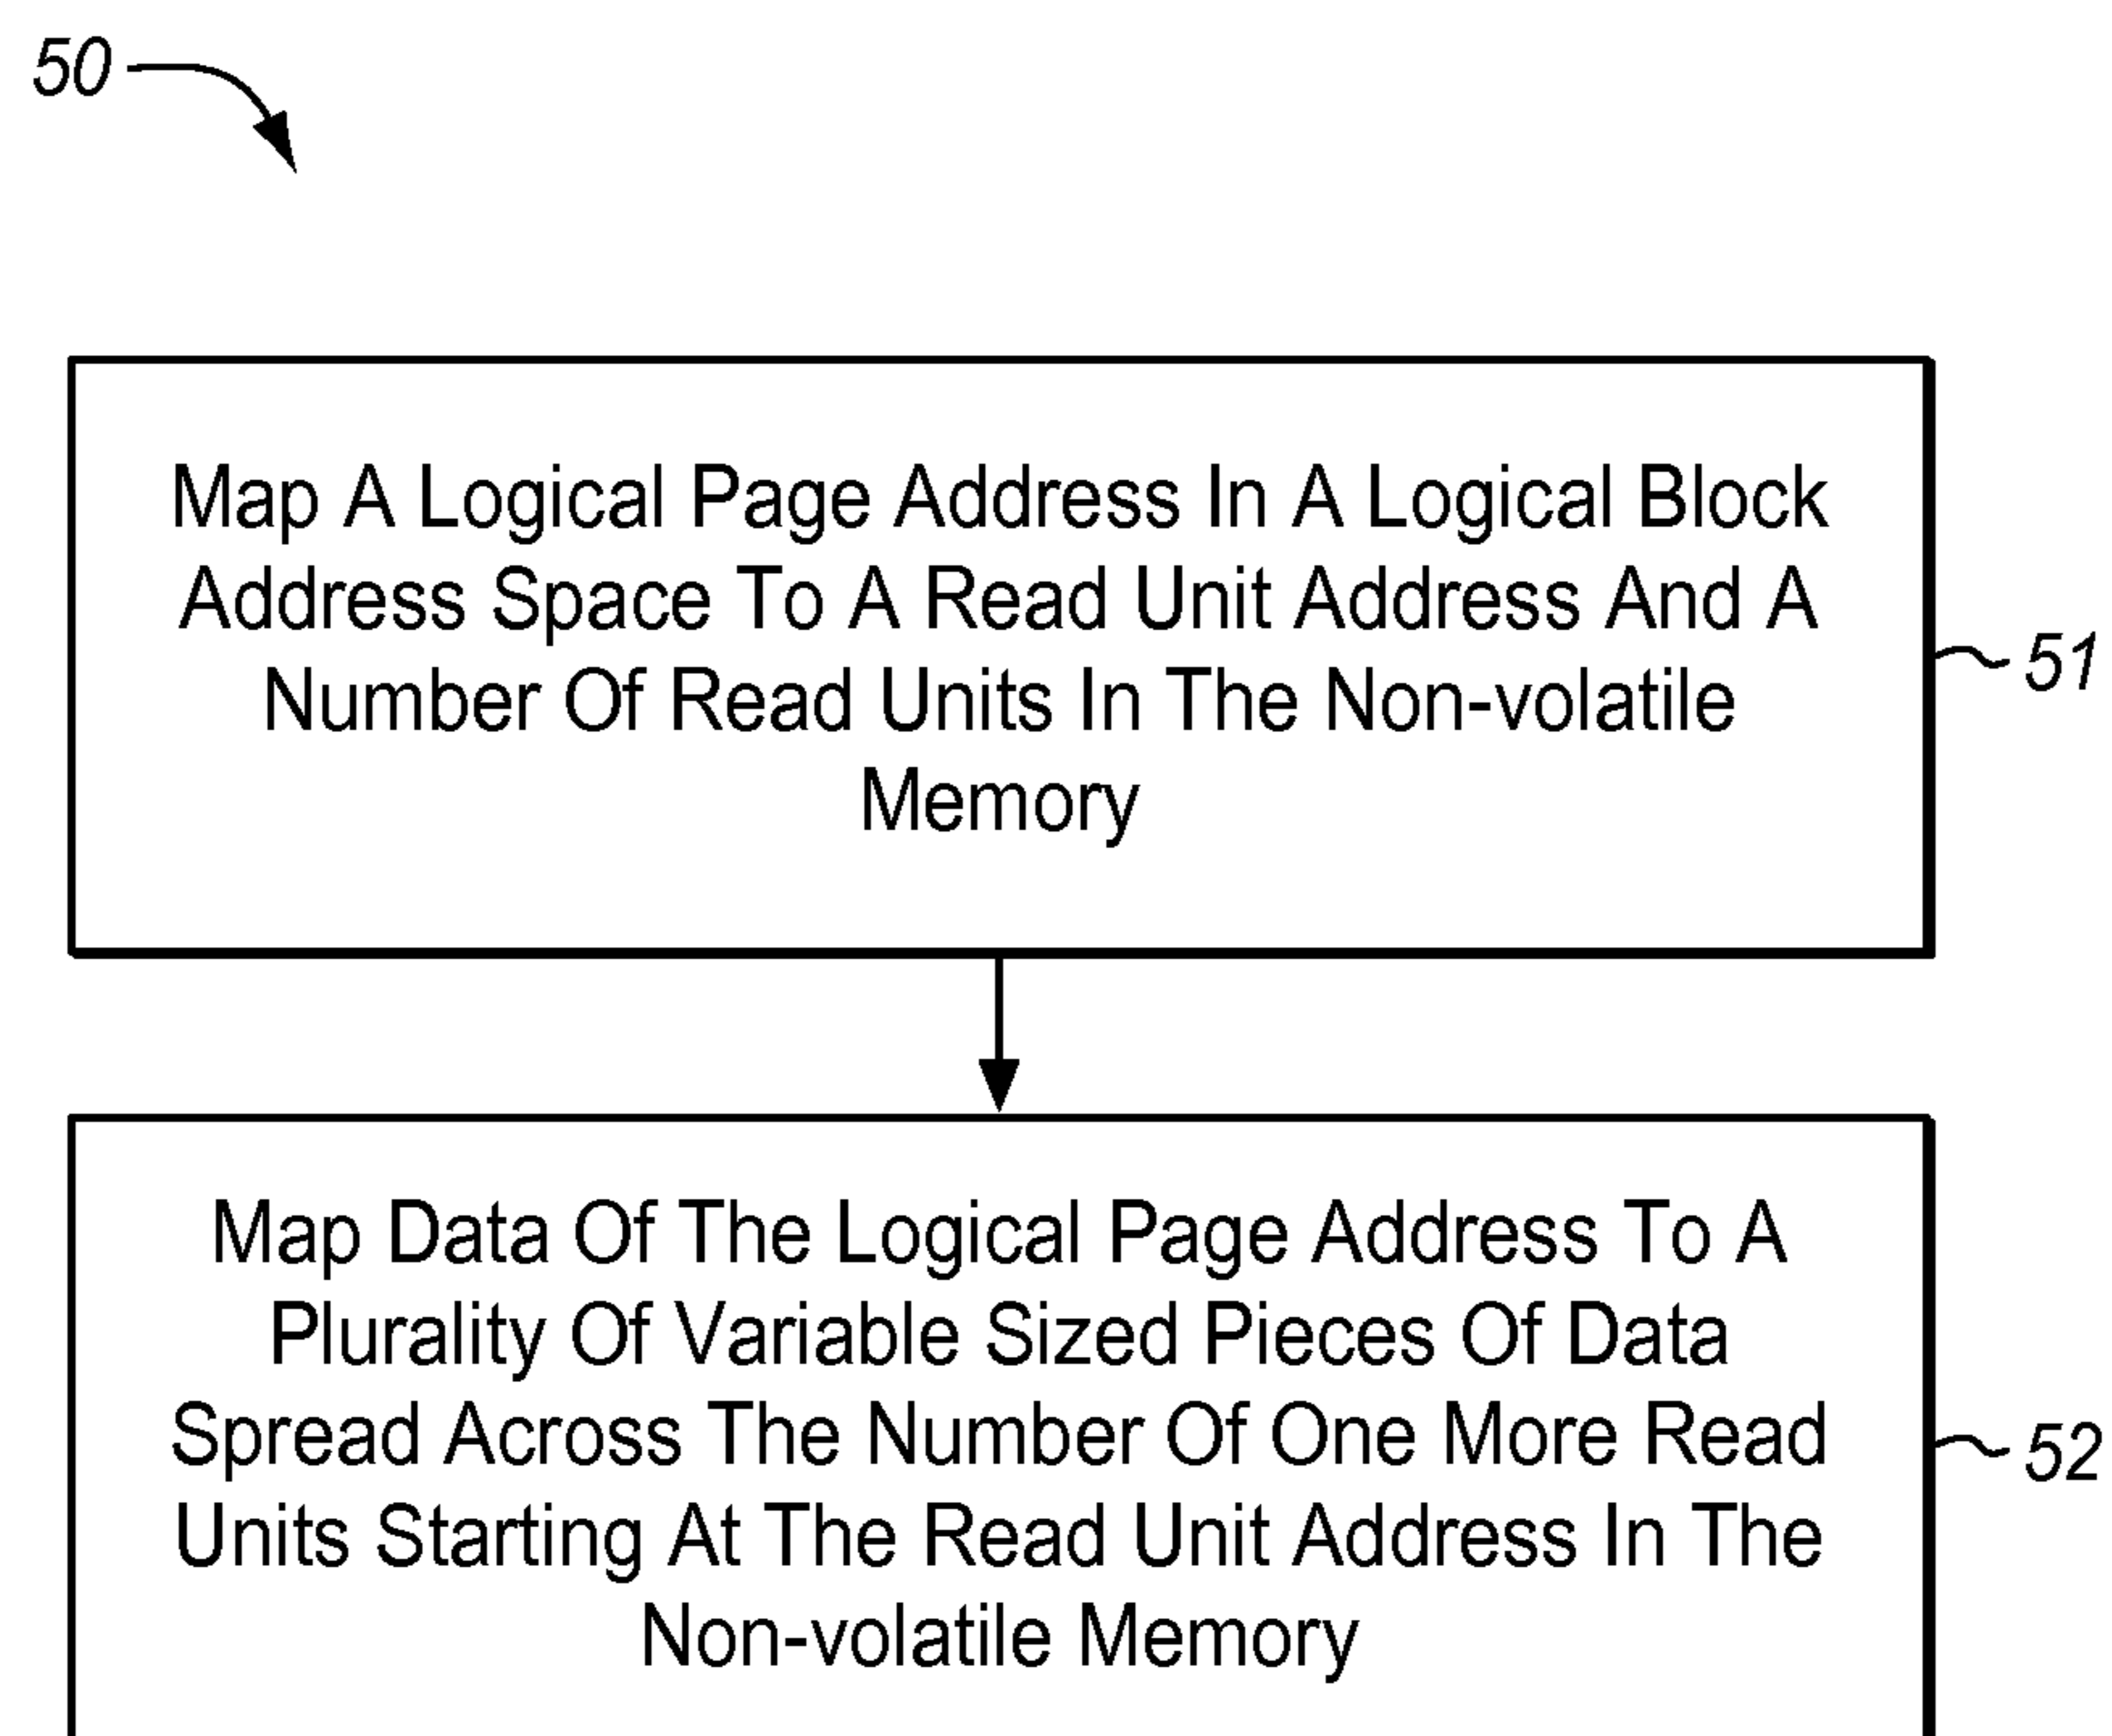 50
Map A Logical Page Address In A Logical Block
Address Space To A Read Unit Address And A
Number Of Read Units In The Non-volatile
Memory
51
Map Data Of The Logical Page Address To A
Plurality Of Variable Sized Pieces Of Data
Spread Across The Number Of One More Read
Units Starting At The Read Unit Address In The
Non-volatile Memory
52